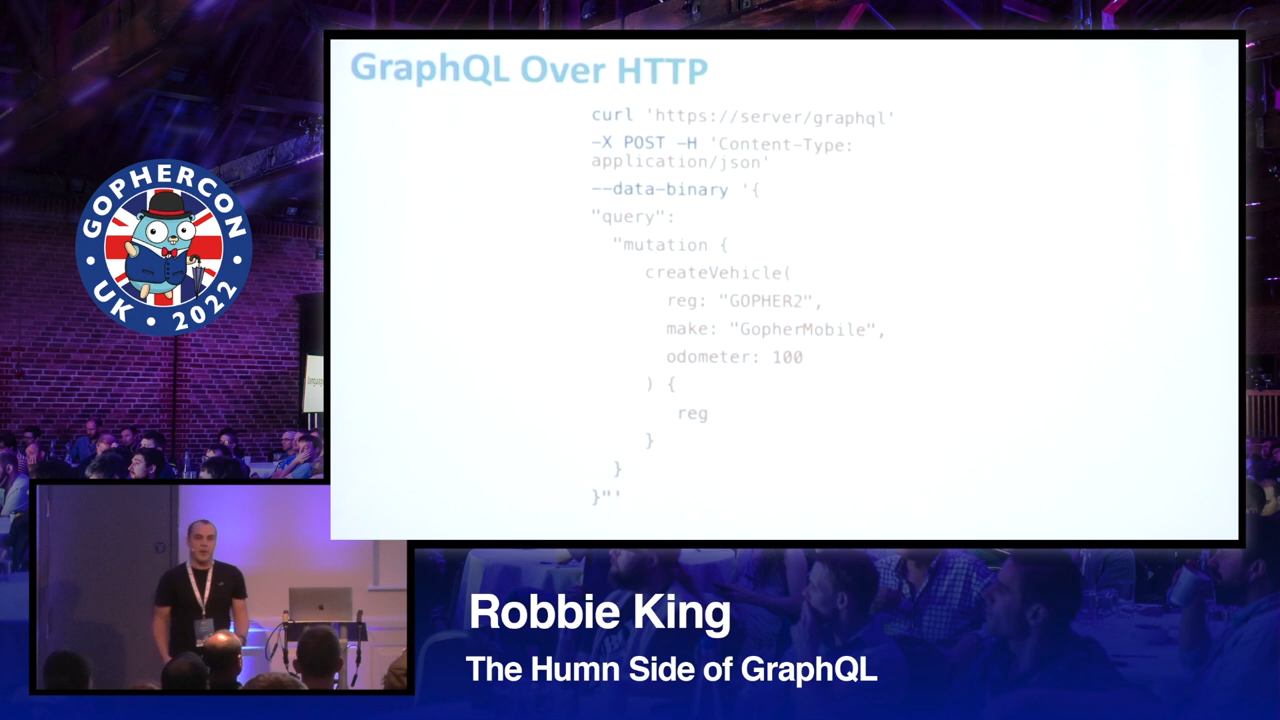 GraphQL Over HTTP
curl 'https://server/graphql'
-X POST -H 'Content-Type:
application/json'
--data-binary '{
"query":
"mutation {
createVehicle(
reg: "GOPHER2",
make: "GopherMobile",
odometer: 100
) {
reg
}
}
}"'
GOPHERCON
UK • 2022
Robbie King
The Humn Side of GraphQL